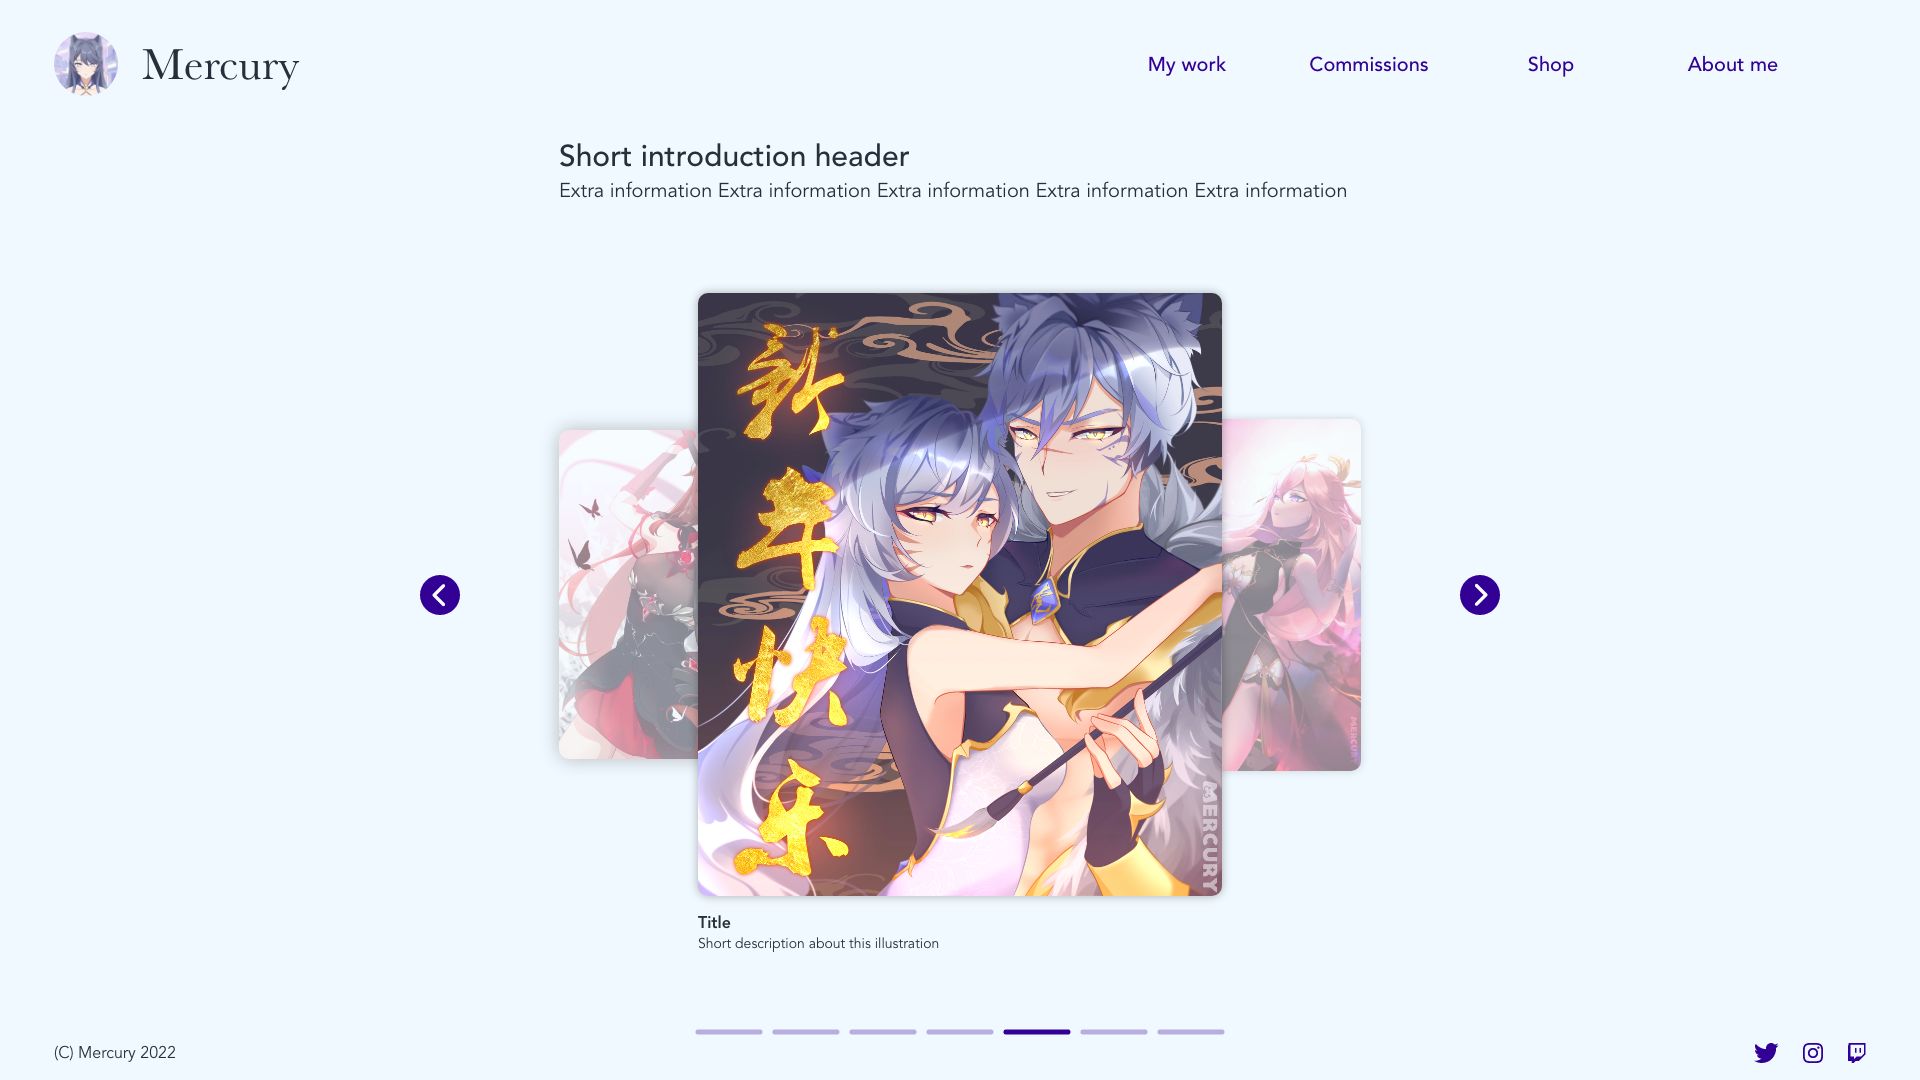 Mercury
My work
Commissions
Shop
About me
Short introduction header
Extra information Extra information Extra information Extra information Extra information
新
年
快
乐
MERCURY
MERCURY
Title
Short description about this illustration
(C) Mercury 2022